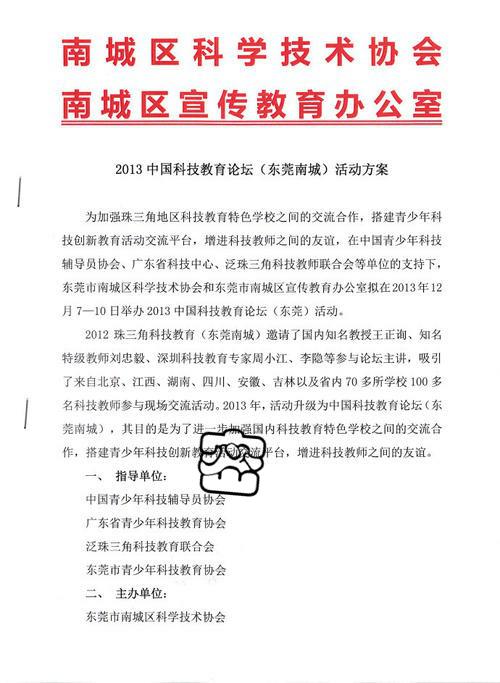 南城区科学技术协会
南城区宣传教育办公室
2013 中国科技教育论坛（东莞南城）活动方案
为加强珠三角地区科技教育特色学校之间的交流合作，搭建青少年科
技创新教育活动交流平台，增进科技教师之间的友谊，在中国青少年科技
辅导员协会、广东省科技中心、泛珠三角科技教师联合会等单位的支持下，
东莞市南城区科学技术协会和东莞市南城区宣传教育办公室拟在2013年12
月7—10日举办2013中国科技教育论坛（东莞）活动。
2012 珠三角科技教育（东莞南城）邀请了国内知名教授王正询、知名
特级教师刘忠毅、深圳科技教育专家周小江、李隐等参与论坛主讲，吸引
了来自北京、江西、湖南、四川、安徽、吉林以及省内70多所学校100多
名科技教师参与现场交流活动。2013年，活动升级为中国科技教育论坛（东
莞南城），其目的是为了进一步加强国内科技教育特色学校之间的交流合
作，搭建青少年科技创新教育活动交流平台，增进科技教师之间的友谊。
一、 指导单位：
中国青少年科技辅导员协会
广东省青少年科技教育协会
泛珠三角科技教育联合会
东莞市青少年科技教育协会
二、 主办单位：
东莞市南城区科学技术协会